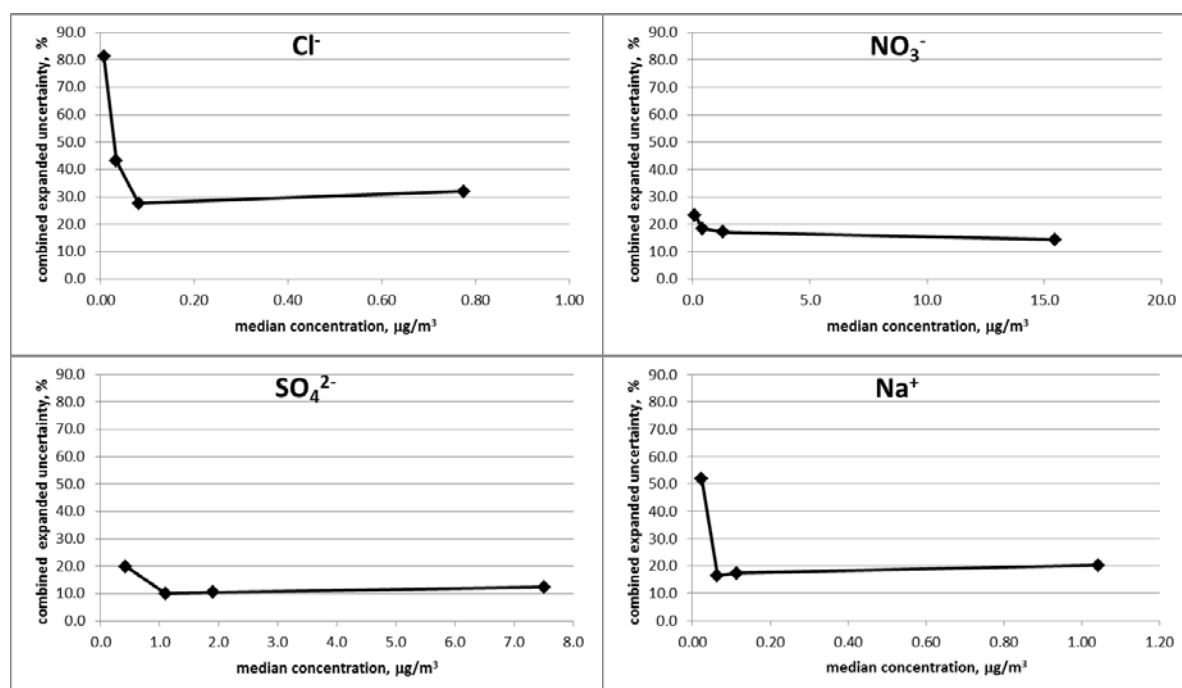 Cl⁻
combined expanded uncertainty, %
90.0
80.0
70.0
60.0
50.0
40.0
30.0
20.0
10.0
0.0
0.00 0.20 0.40 0.60 0.80 1.00
median concentration, µg/m³
NO₃⁻
combined expanded uncertainty, %
90.0
80.0
70.0
60.0
50.0
40.0
30.0
20.0
10.0
0.0
0.0 5.0 10.0 15.0 20.0
median concentration, µg/m³
SO₄²⁻
combined expanded uncertainty, %
90.0
80.0
70.0
60.0
50.0
40.0
30.0
20.0
10.0
0.0
0.0 1.0 2.0 3.0 4.0 5.0 6.0 7.0 8.0
median concentration, µg/m³
Na⁺
combined expanded uncertainty, %
90.0
80.0
70.0
60.0
50.0
40.0
30.0
20.0
10.0
0.0
0.00 0.20 0.40 0.60 0.80 1.00 1.20
median concentration, µg/m³